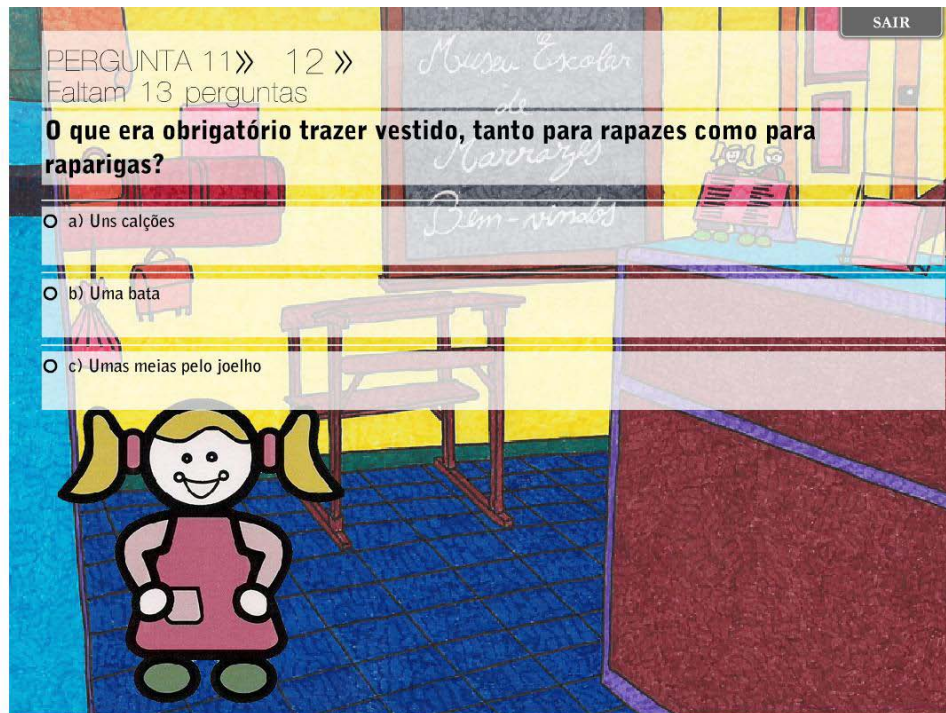 SAIR
PERGUNTA 11» 12 »
Faltam 13 perguntas
O que era obrigatório trazer vestido, tanto para rapazes como para
raparigas?
a) Uns calções
b) Uma bata
c) Umas meias pelo joelho
Museu Escolar
de
Marrazes
Bem-vindos